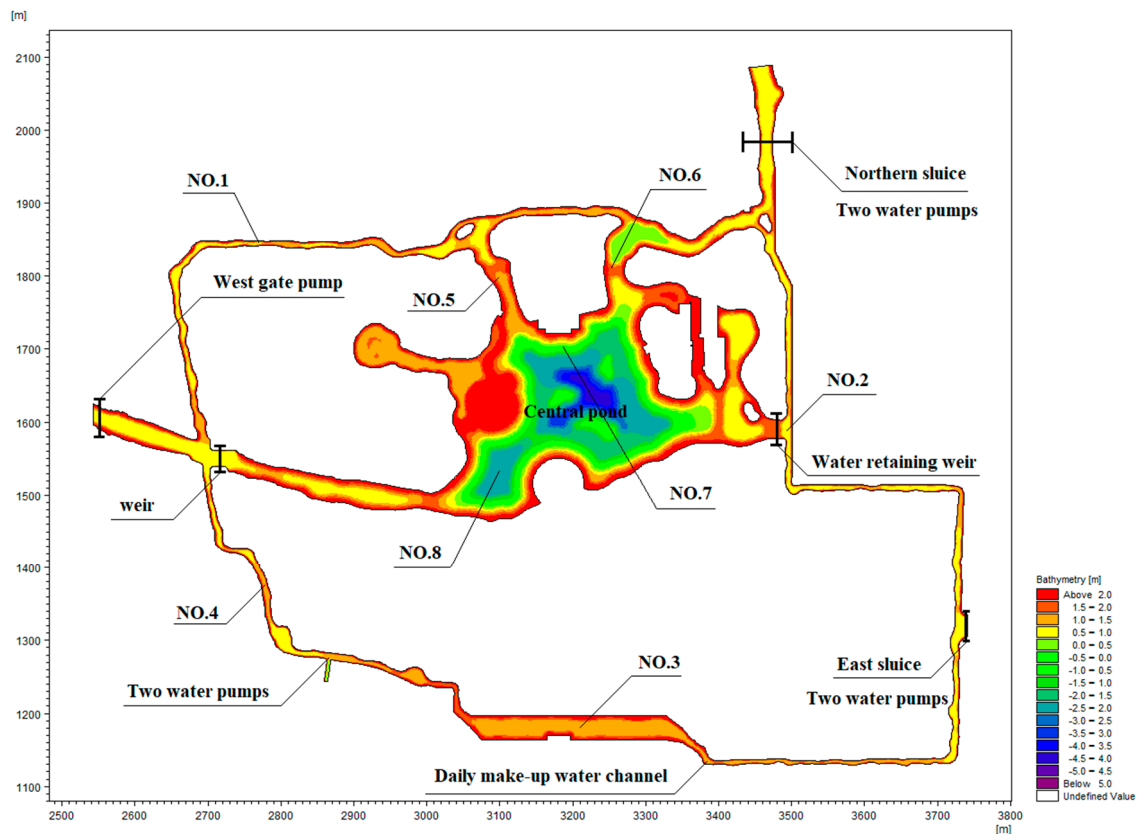 [m]
2100
2000
1900
1800
1700
1600
1500
1400
1300
1200
1100
2500
2600
2700
2800
2900
3000
3100
3200
3300
3400
3500
3600
3700
3800
[m]
NO.1
NO.6
Northern sluice
Two water pumps
West gate pump
NO.5
NO.2
Central pond
Water retaining weir
weir
NO.7
NO.8
NO.4
NO.3
East sluice
Two water pumps
Two water pumps
Daily make-up water channel
Bathymetry [m]
Above 2.0
1.5 - 2.0
1.0 - 1.5
0.5 - 1.0
0.0 - 0.5
-0.5 - 0.0
-1.0 - 0.5
-1.5 - 1.0
-2.0 - 1.5
-2.5 - 2.0
-3.0 - 2.5
-3.5 - 3.0
-4.0 - 3.5
-4.5 - 4.0
-5.0 - 4.5
Below 5.0
Undefined Value